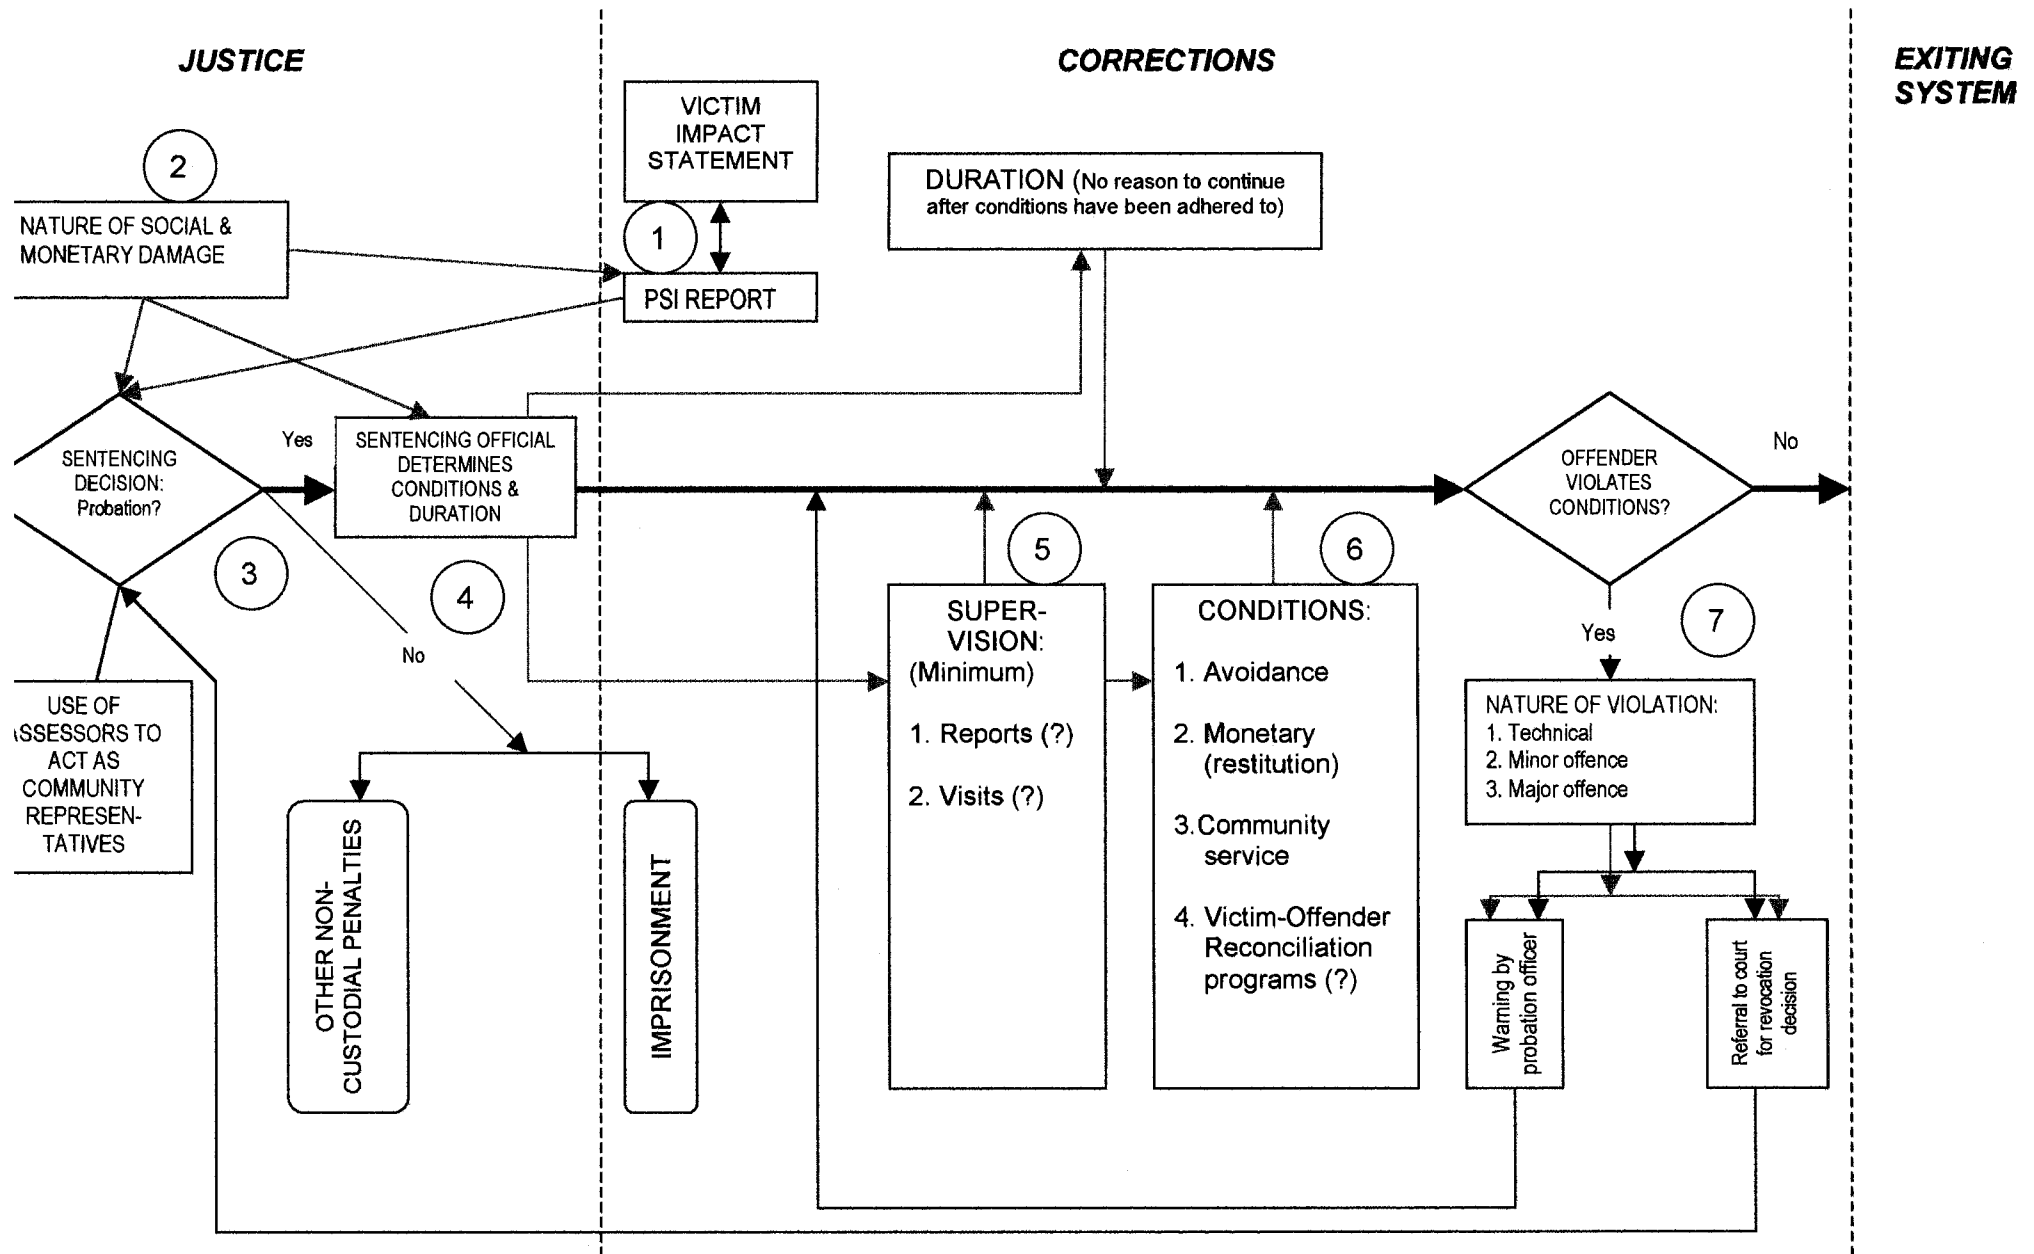 JUSTICE
CORRECTIONS
EXITING
SYSTEM
2
NATURE OF SOCIAL &
MONETARY DAMAGE
VICTIM
IMPACT
STATEMENT
1
PSI REPORT
DURATION (No reason to continue
after conditions have been adhered to)
SENTENCING
DECISION:
Probation?
Yes
SENTENCING OFFICIAL
DETERMINES
CONDITIONS &
DURATION
3
4
No
OFFENDER
VIOLATES
CONDITIONS?
No
Yes
7
USE OF
SSESSORS TO
ACT AS
COMMUNITY
REPRESEN-
TATIVES
OTHER NON-
CUSTODIAL PENALTIES
IMPRISONMENT
5
SUPER-
VISION:
(Minimum)
1. Reports (?)
2. Visits (?)
6
CONDITIONS:
1. Avoidance
2. Monetary
(restitution)
3.Community
service
4. Victim-Offender
Reconciliation
programs (?)
NATURE OF VIOLATION:
1. Technical
2. Minor offence
3. Major offence
Warning by
probation officer
Referral to court
for revocation
decision